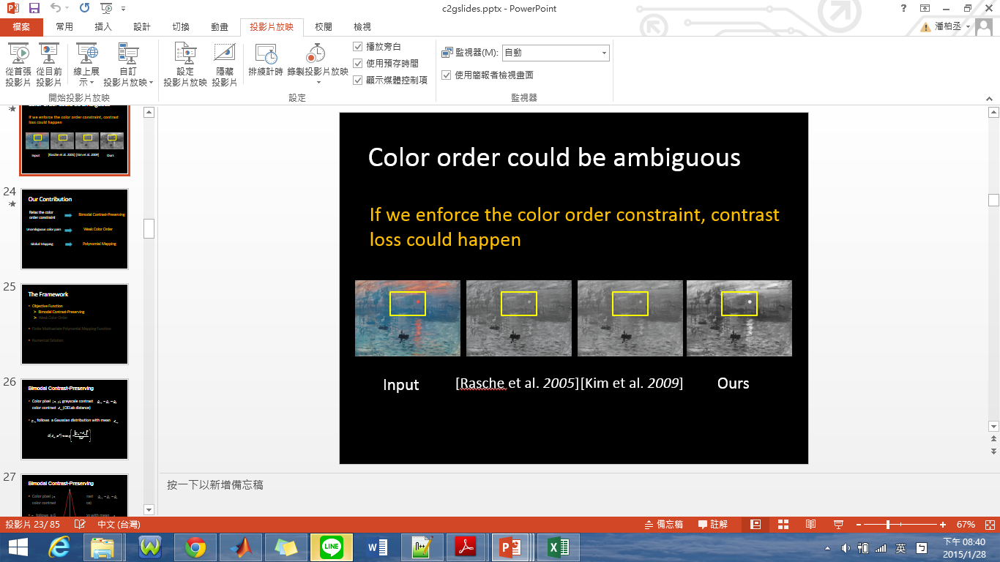 c2gslides.pptx - PowerPoint
檔案 常用 插入 設計 切換 動畫 投影片放映 校閱 檢視
潘柏丞
從首張
投影片
從目前
投影片
線上展
示
自訂
投影片放映
開始投影片放映
設定
投影片放映
隱藏
投影片
排練計時
錄製投影片放映
播放旁白
使用預存時間
顯示媒體控制項
設定
監視器(M): 自動
使用簡報者檢視畫面
監視器
If we enforce the color order constraint, contrast
loss could happen
Input [Rasche et al. 2005] [Kim et al. 2009] Ours
24
Our Contribution
Relax the color
order constraint
Bimodal Contrast-Preserving
Unambiguous color pairs
Weak Color Order
Global Mapping
Polynomial Mapping
25
The Framework
Objective Function
Bimodal Contrast-Preserving
Weak Color Order
Finite Multivariate Polynomial Mapping Function
Numerical Solution
26
Bimodal Contrast-Preserving
Color pixel
grayscale contrast
color contrast
(CIELab distance)
follows a Gaussian distribution with mean
27
Bimodal Contrast-Preserving
Color pixel
color contrast
Color order could be ambiguous
If we enforce the color order constraint, contrast
loss could happen
Input [Rasche et al. 2005] [Kim et al. 2009] Ours
按一下以新增備忘稿
投影片 23/ 85 中文 (台灣) 備忘稿 註解 67%
LINE
英
下午 08:40
2015/1/28